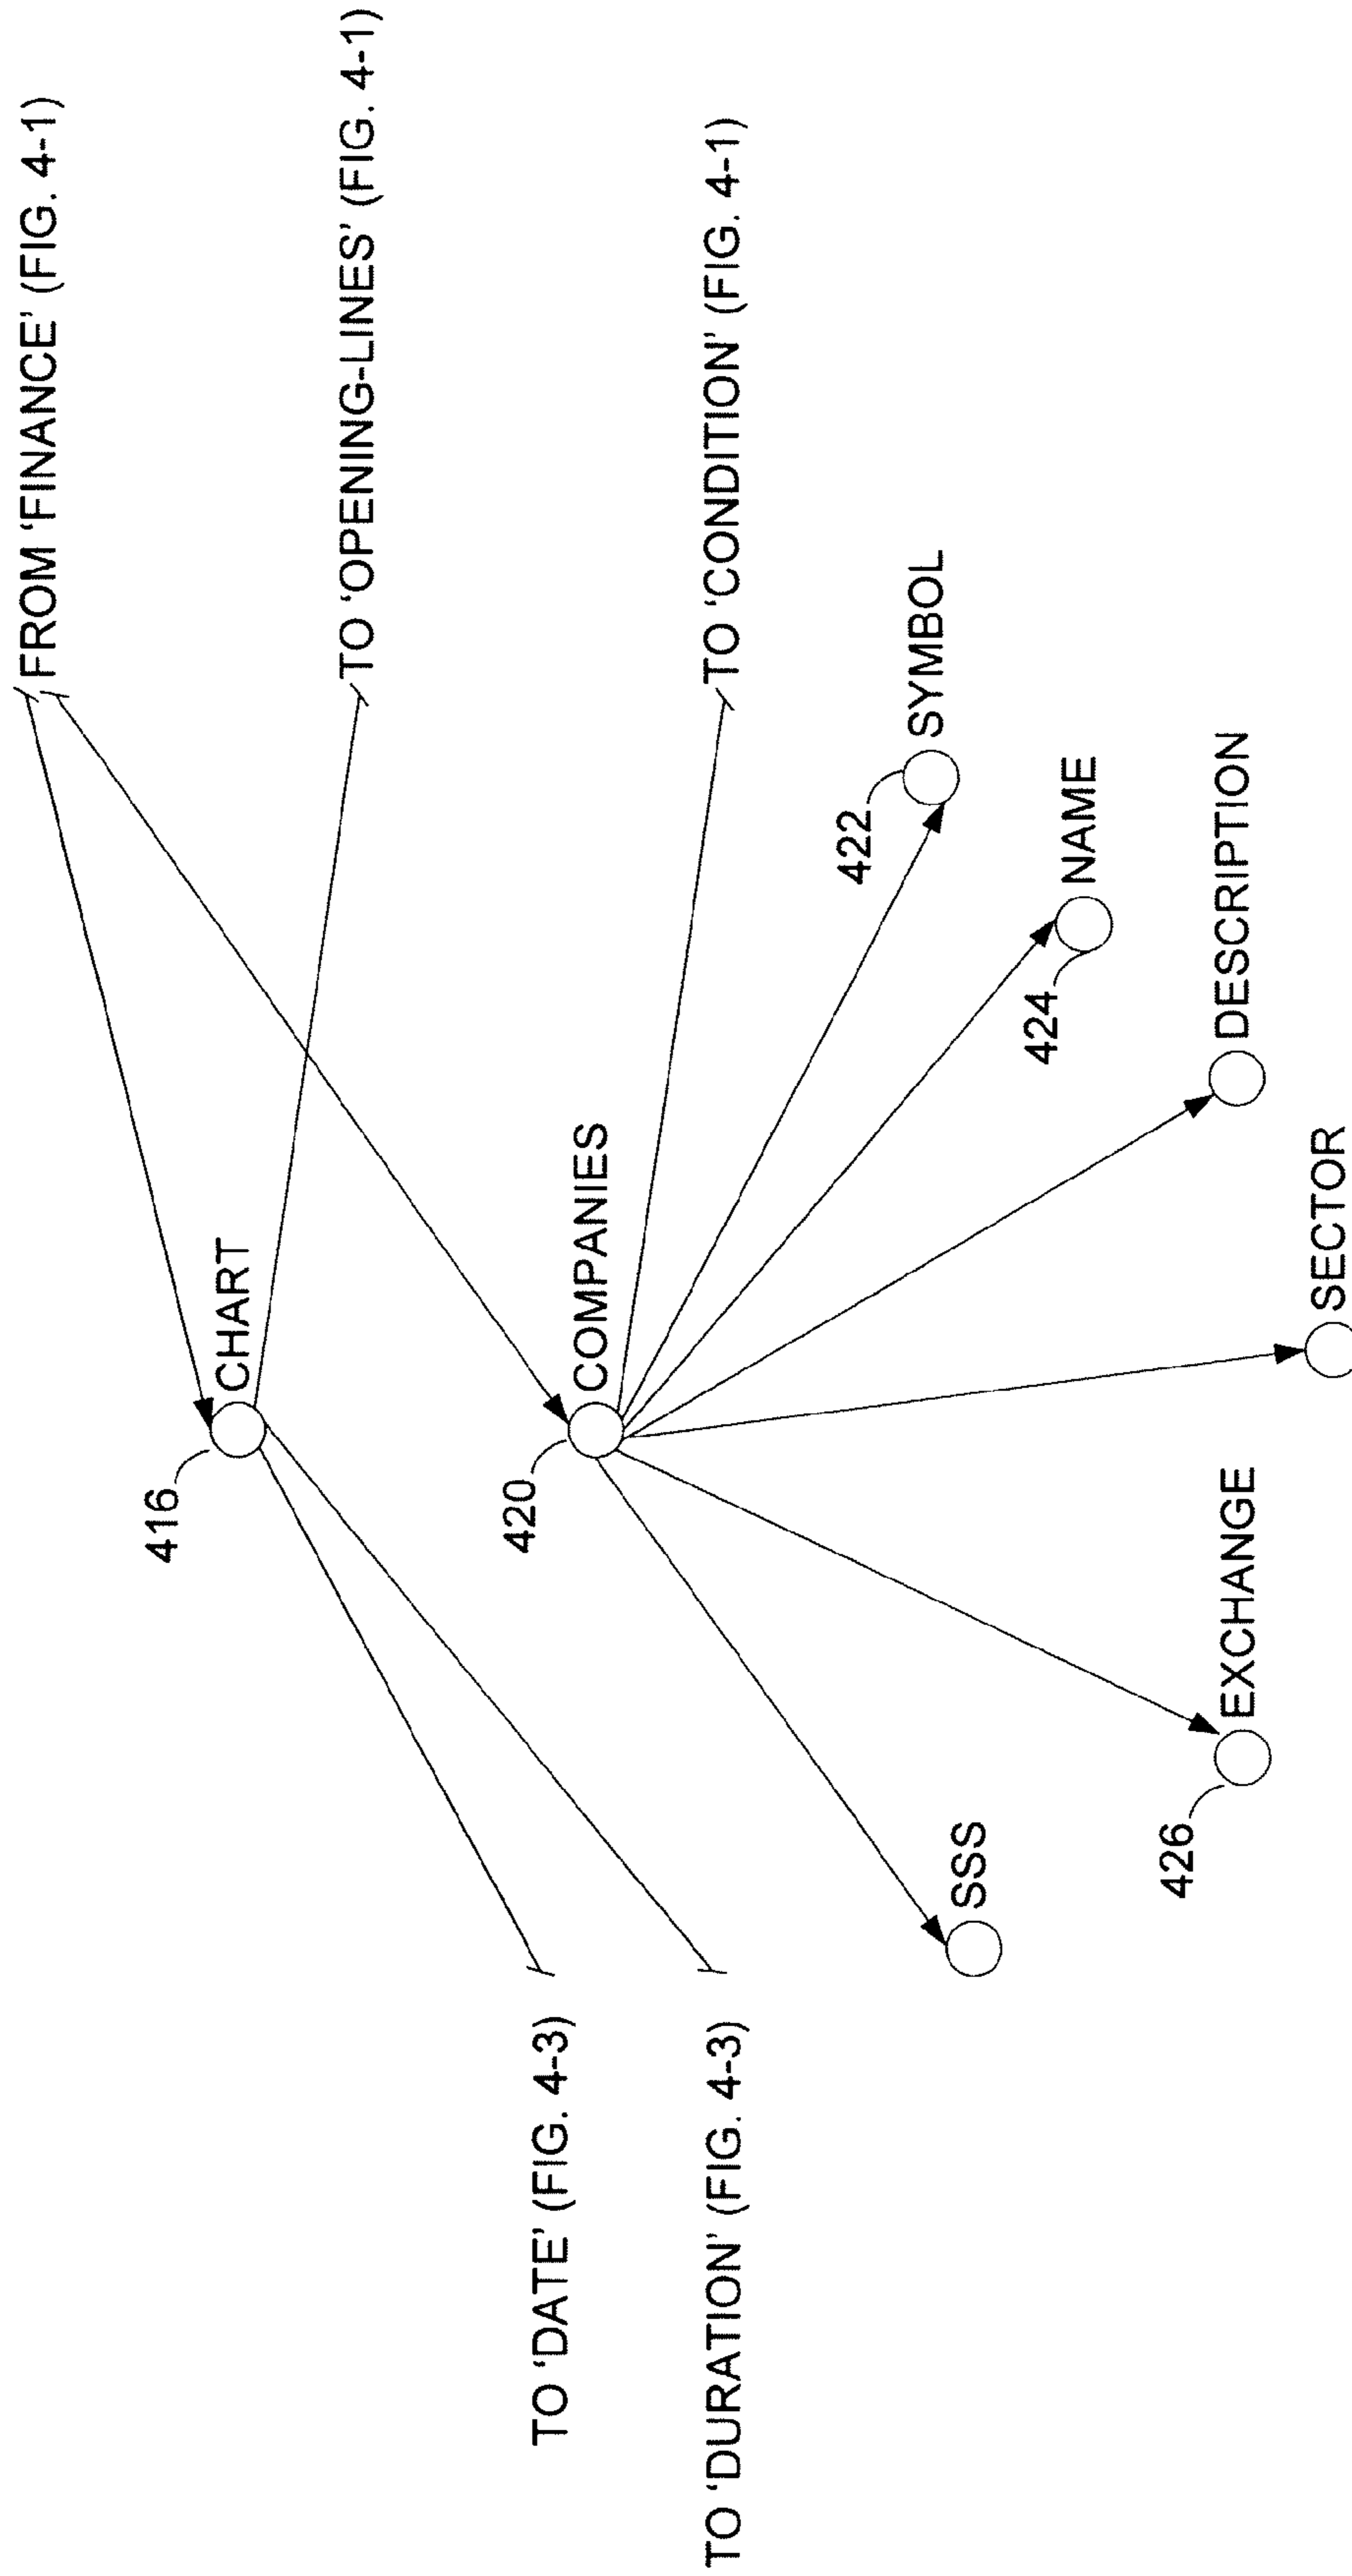 FROM ‘FINANCE’ (FIG. 4-1)
TO ‘OPENING-LINES’ (FIG. 4-1)
416
CHART
TO ‘DATE’ (FIG. 4-3)
TO ‘DURATION’ (FIG. 4-3)
420
COMPANIES
TO ‘CONDITION’ (FIG. 4-1)
422
SYMBOL
424
NAME
DESCRIPTION
SECTOR
426
EXCHANGE
SSS